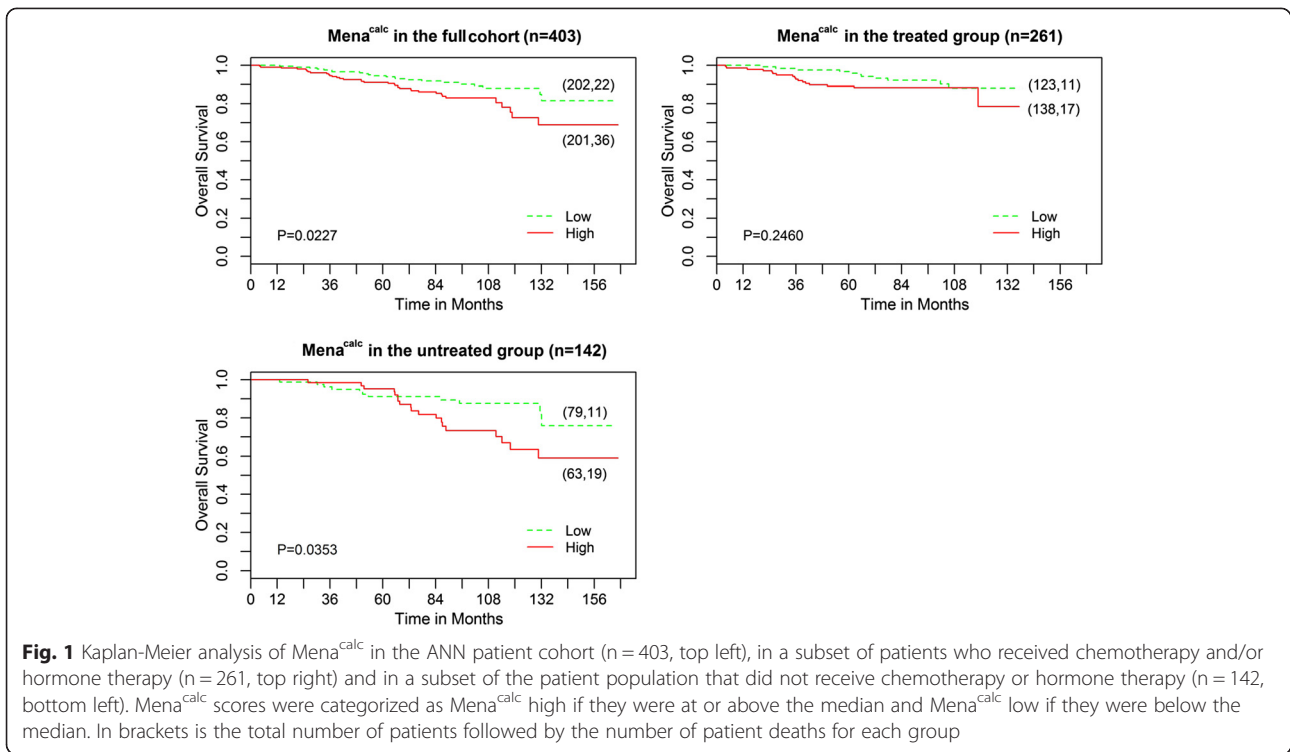 Mena^calc in the full cohort (n=403)
Overall Survival
1.0
0.8
0.6
0.4
0.2
0.0
(202,22)
(201,36)
Low
High
P=0.0227
0 12 36 60 84 108 132 156
Time in Months
Mena^calc in the treated group (n=261)
Overall Survival
1.0
0.8
0.6
0.4
0.2
0.0
(123,11)
(138,17)
Low
High
P=0.2460
0 12 36 60 84 108 132 156
Time in Months
Mena^calc in the untreated group (n=142)
Overall Survival
1.0
0.8
0.6
0.4
0.2
0.0
(79,11)
(63,19)
Low
High
P=0.0353
0 12 36 60 84 108 132 156
Time in Months
Fig. 1 Kaplan-Meier analysis of Mena^calc in the ANN patient cohort (n = 403, top left), in a subset of patients who received chemotherapy and/or
hormone therapy (n = 261, top right) and in a subset of the patient population that did not receive chemotherapy or hormone therapy (n = 142,
bottom left). Mena^calc scores were categorized as Mena^calc high if they were at or above the median and Mena^calc low if they were below the
median. In brackets is the total number of patients followed by the number of patient deaths for each group